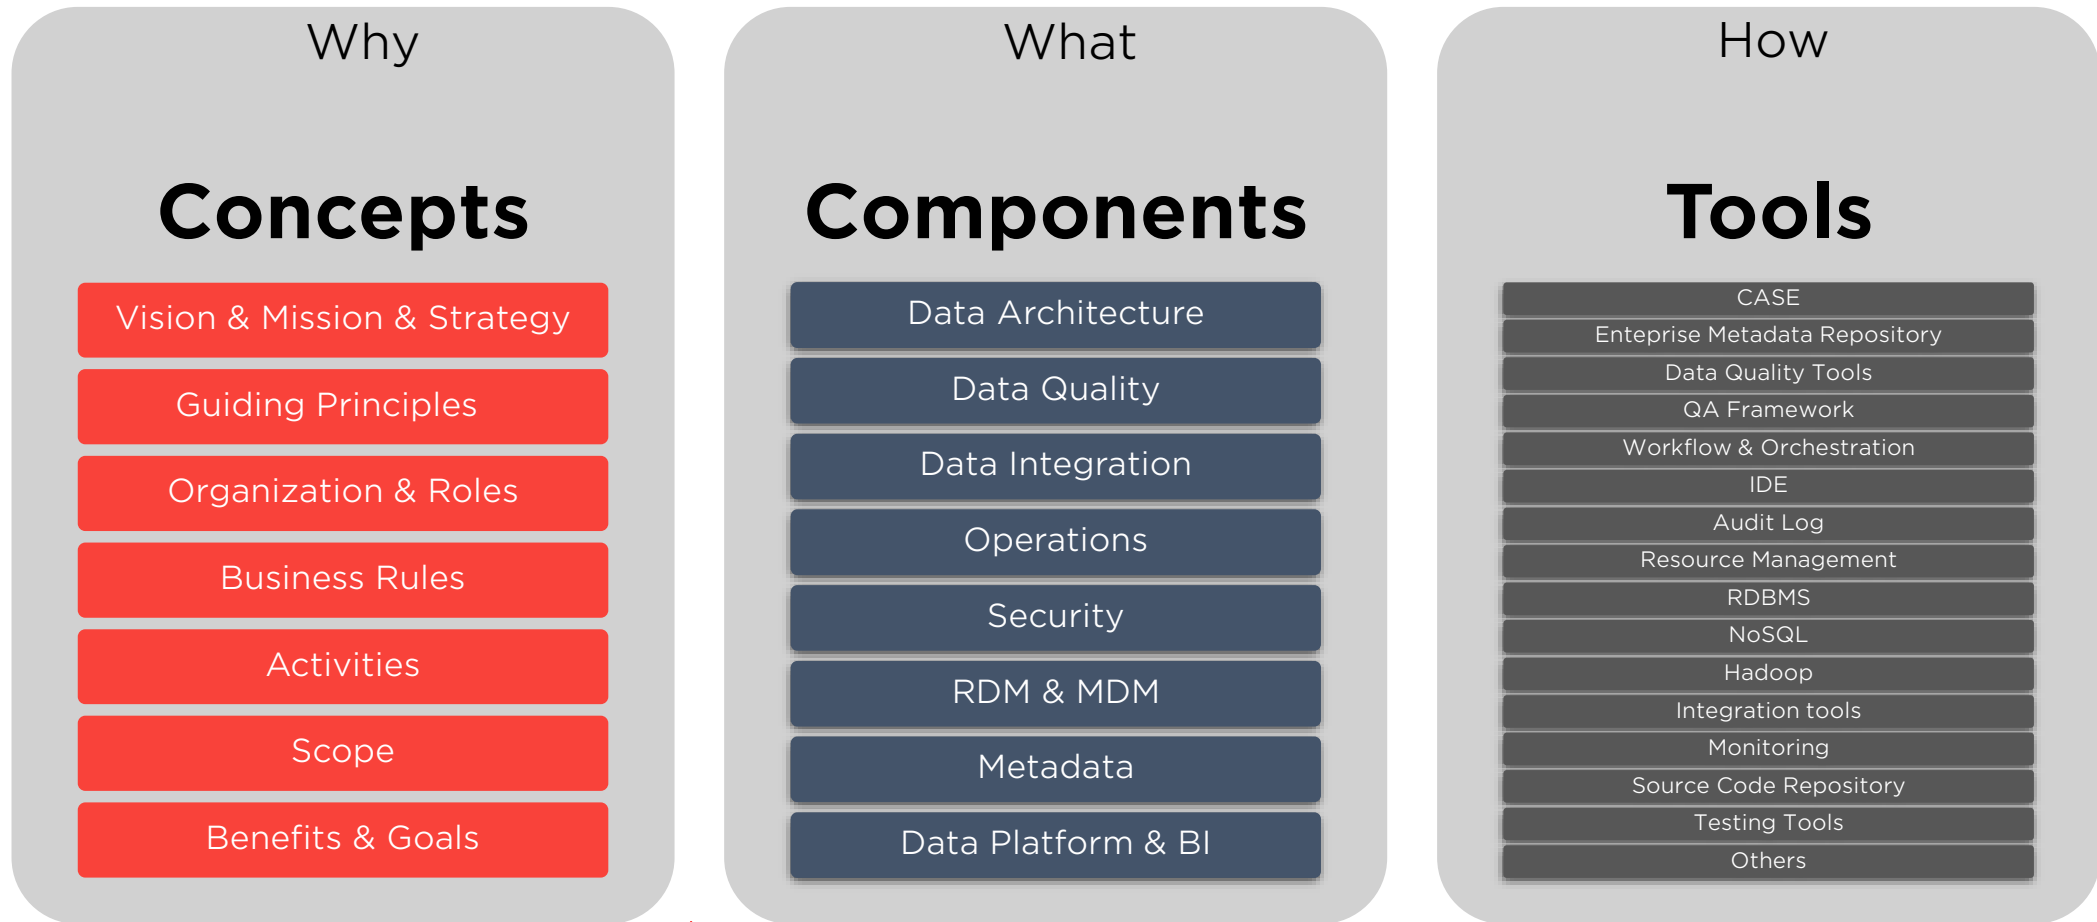 Why
Concepts
Vision & Mission & Strategy
Guiding Principles
Organization & Roles
Business Rules
Activities
Scope
Benefits & Goals
What
Components
Data Architecture
Data Quality
Data Integration
Operations
Security
RDM & MDM
Metadata
Data Platform & BI
How
Tools
CASE
Enteprise Metadata Repository
Data Quality Tools
QA Framework
Workflow & Orchestration
IDE
Audit Log
Resource Management
RDBMS
NoSQL
Hadoop
Integration tools
Monitoring
Source Code Repository
Testing Tools
Others